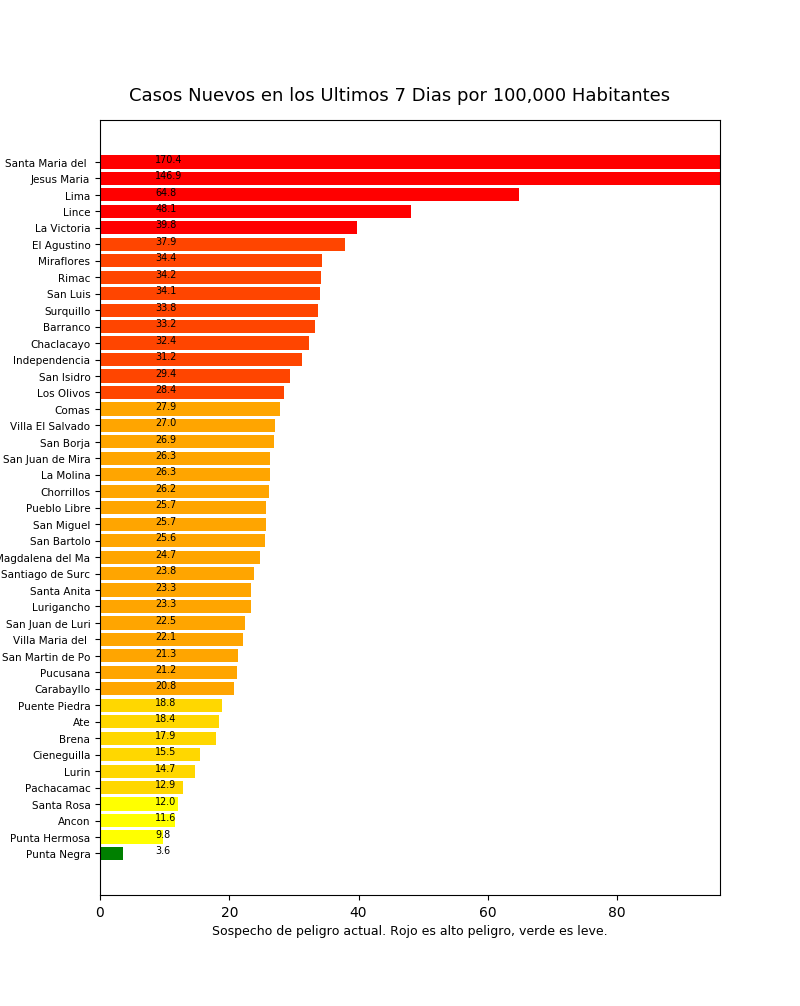 Casos Nuevos en los Ultimos 7 Dias por 100,000 Habitantes
Santa Maria del 170.4
Jesus Maria 146.9
Lima 64.8
Lince 48.1
La Victoria 39.8
El Agustino 37.9
Miraflores 34.4
Rimac 34.2
San Luis 34.1
Surquillo 33.8
Barranco 33.2
Chaclacayo 32.4
Independencia 31.2
San Isidro 29.4
Los Olivos 28.4
Comas 27.9
Villa El Salvado 27.0
San Borja 26.9
San Juan de Mira 26.3
La Molina 26.3
Chorrillos 26.2
Pueblo Libre 25.7
San Miguel 25.7
San Bartolo 25.6
Magdalena del Ma 24.7
Santiago de Surc 23.8
Santa Anita 23.3
Lurigancho 23.3
San Juan de Luri 22.5
Villa Maria del 22.1
San Martin de Po 21.3
Pucusana 21.2
Carabayllo 20.8
Puente Piedra 18.8
Ate 18.4
Brena 17.9
Cieneguilla 15.5
Lurin 14.7
Pachacamac 12.9
Santa Rosa 12.0
Ancon 11.6
Punta Hermosa 9.8
Punta Negra 3.6
0 20 40 60 80
Sospecho de peligro actual. Rojo es alto peligro, verde es leve.